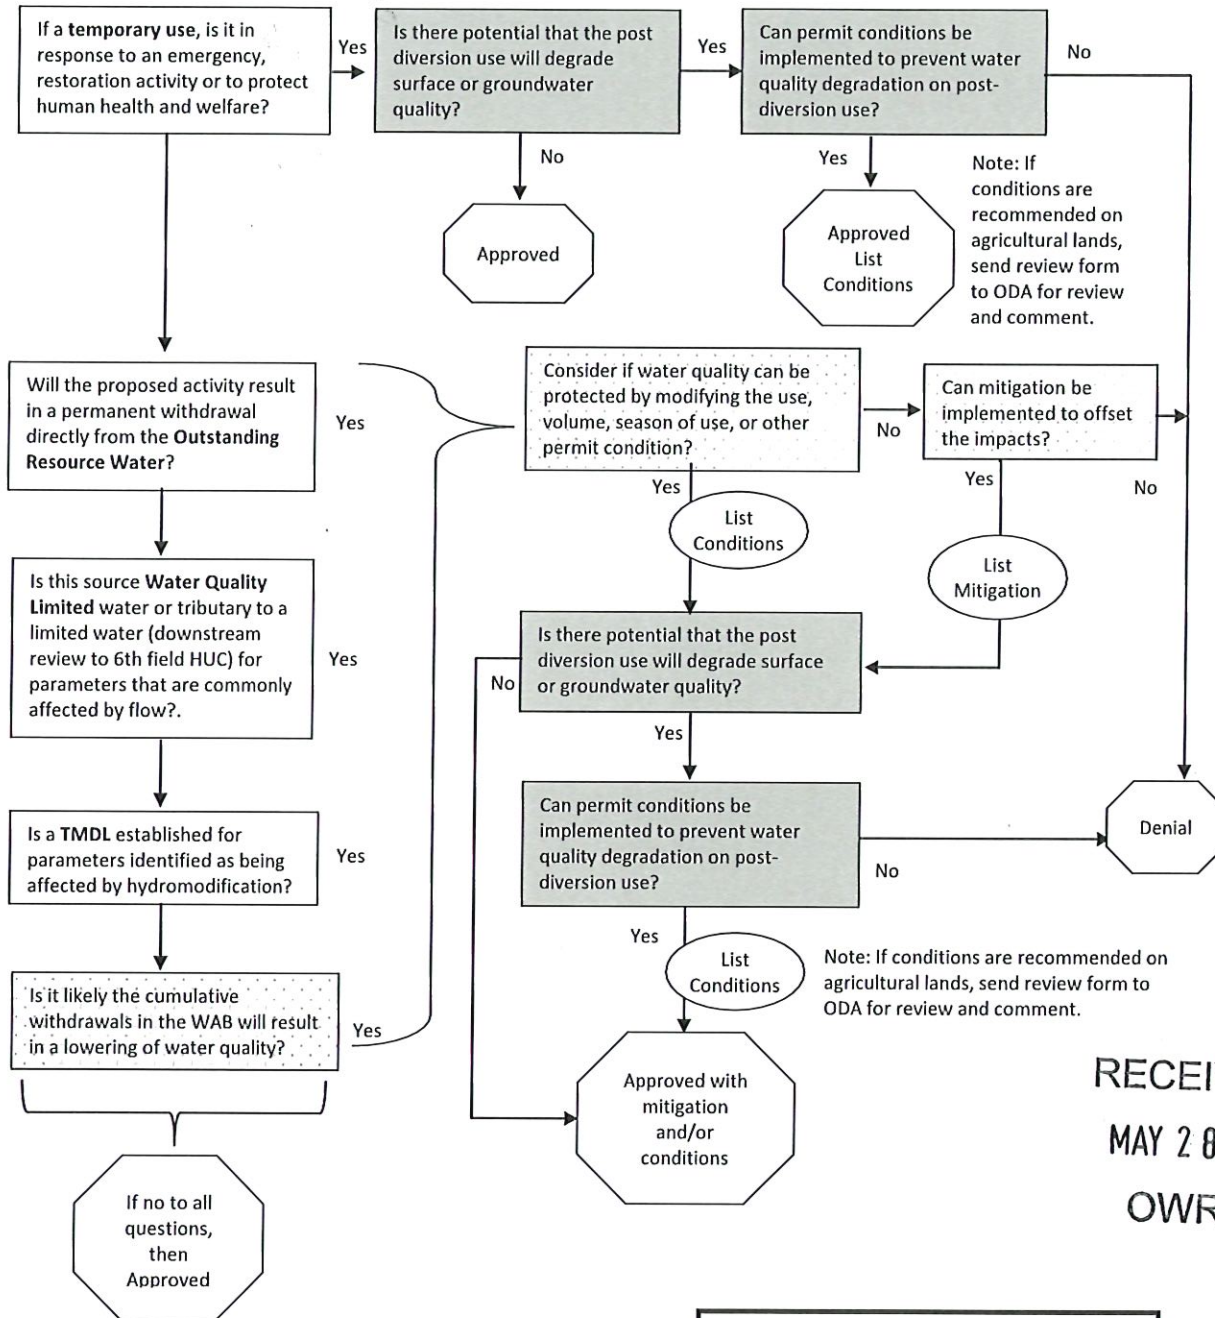 If a temporary use, is it in
response to an emergency,
restoration activity or to protect
human health and welfare?
Yes
Is there potential that the post
diversion use will degrade
surface or groundwater
quality?
Yes
Can permit conditions be
implemented to prevent water
quality degradation on post-
diversion use?
No
No
Approved
Yes
Approved
List
Conditions
Note: If
conditions are
recommended on
agricultural lands,
send review form
to ODA for review
and comment.
Will the proposed activity result
in a permanent withdrawal
directly from the Outstanding
Resource Water?
Yes
Consider if water quality can be
protected by modifying the use,
volume, season of use, or other
permit condition?
No
Can mitigation be
implemented to offset
the impacts?
No
Yes
List
Conditions
Yes
List
Mitigation
Is this source Water Quality
Limited water or tributary to a
limited water (downstream
review to 6th field HUC) for
parameters that are commonly
affected by flow?.
Yes
Is there potential that the post
diversion use will degrade surface
or groundwater quality?
No
Yes
Is a TMDL established for
parameters identified as being
affected by hydromodification?
Yes
Can permit conditions be
implemented to prevent water
quality degradation on post-
diversion use?
No
Denial
Yes
List
Conditions
Note: If conditions are recommended on
agricultural lands, send review form to
ODA for review and comment.
Is it likely the cumulative
withdrawals in the WAB will result
in a lowering of water quality?
Yes
Approved with
mitigation
and/or
conditions
If no to all
questions,
then
Approved
RECEI
MAY 28
OWR